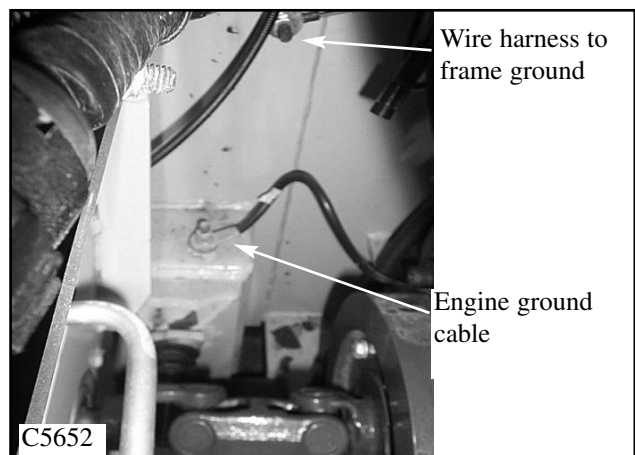 Wire harness to
frame ground
Engine ground
cable
C5652